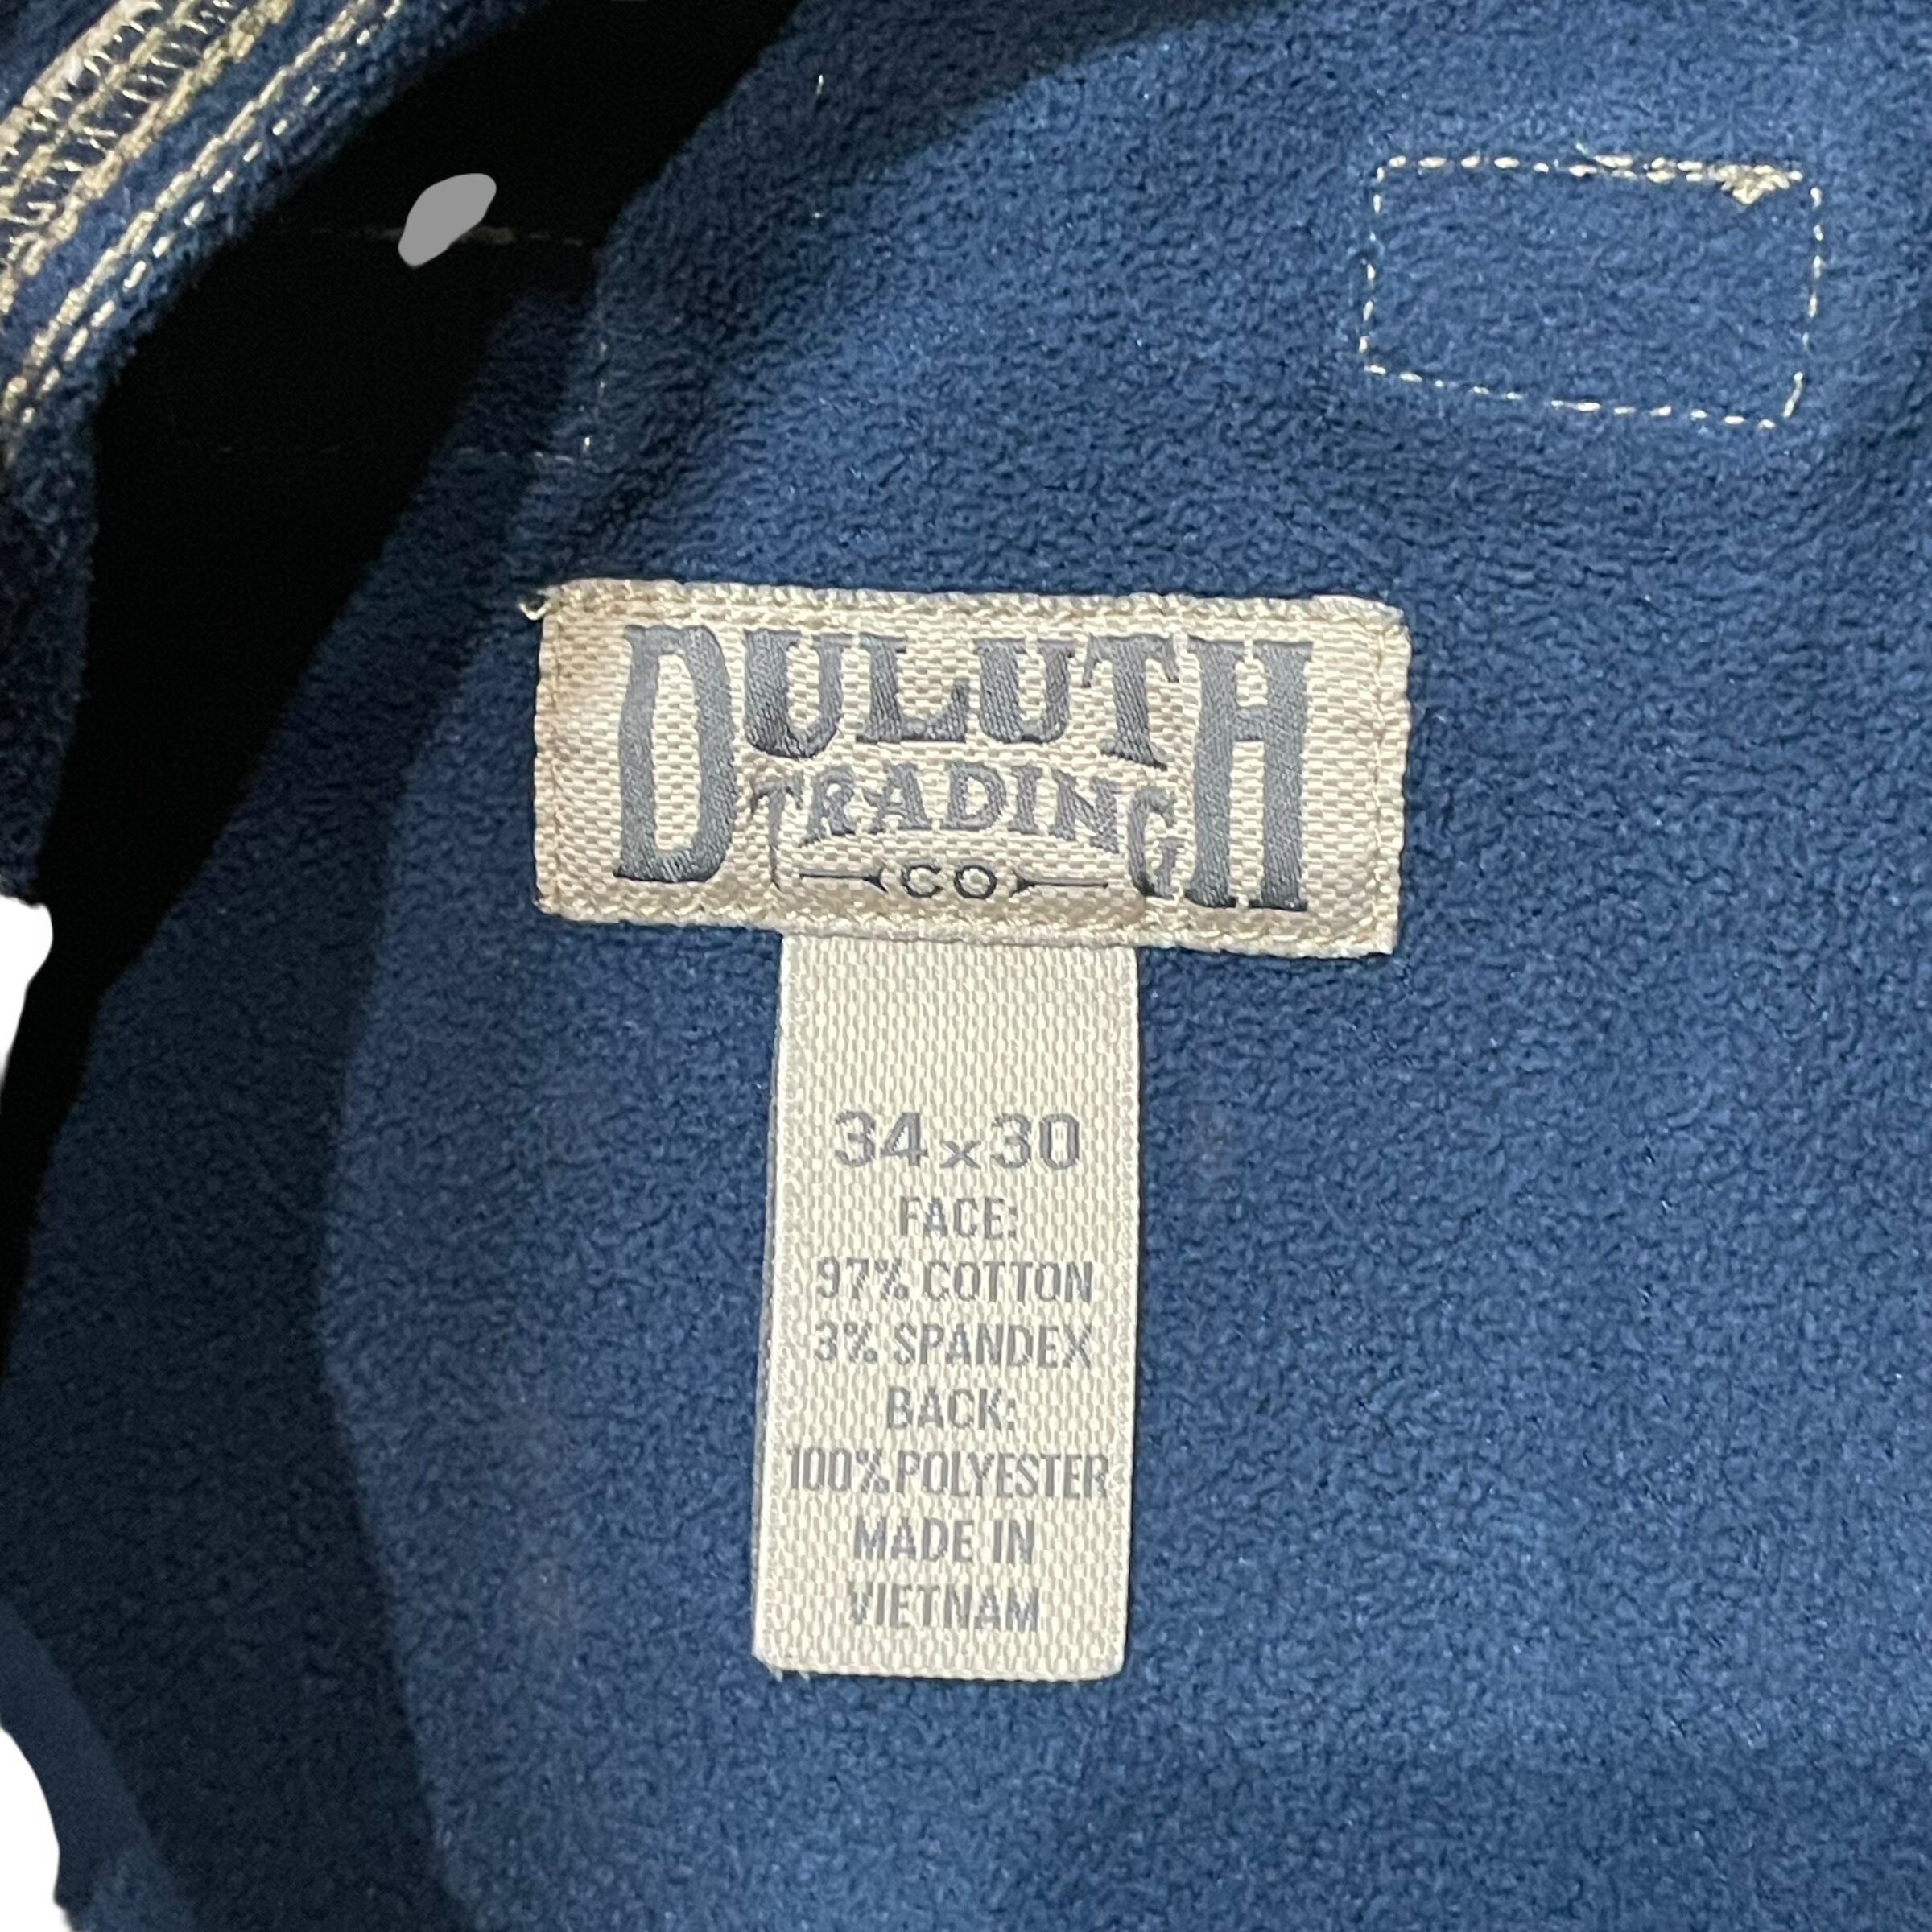 DULUTH
TRADING
CO
34x30
FACE:
97% COTTON
3% SPANDEX
BACK:
100% POLYESTER
MADE IN
VIETNAM